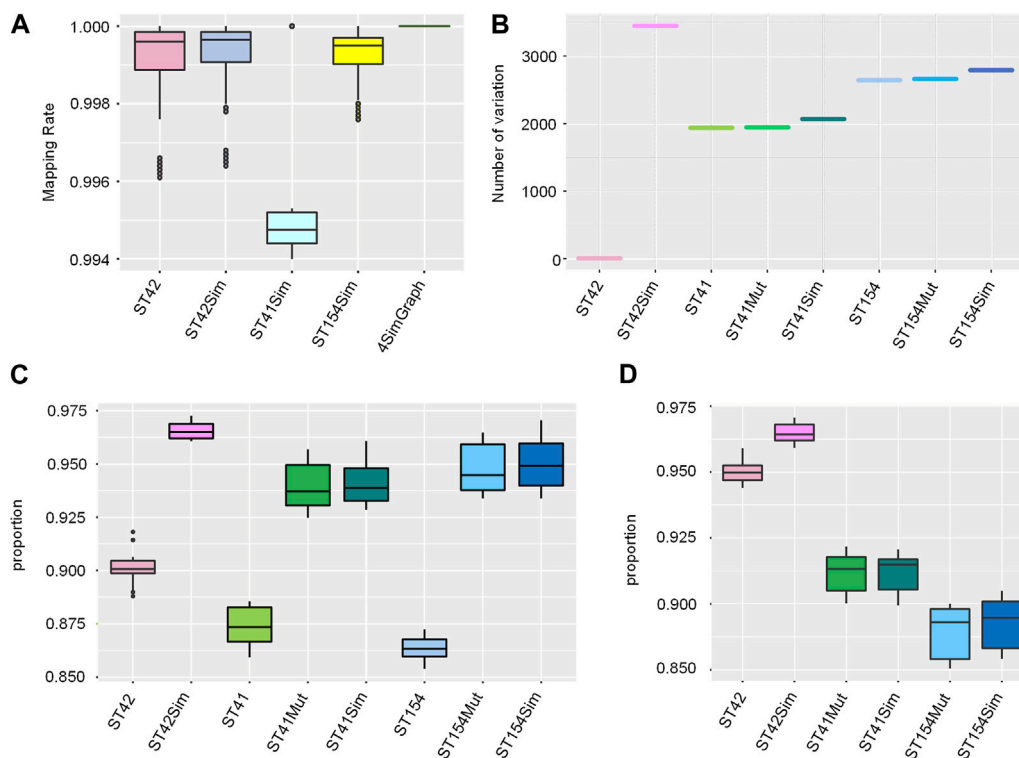 A
Mapping Rate
1.000
0.998
0.996
0.994
ST42
ST42Sim
ST41Sim
ST154Sim
4SimGraph
B
Number of variation
3000
2000
1000
0
ST42
ST42Sim
ST41
ST41Mut
ST41Sim
ST154
ST154Mut
ST154Sim
C
proportion
0.975
0.950
0.925
0.900
0.875
0.850
ST42
ST42Sim
ST41
ST41Mut
ST41Sim
ST154
ST154Mut
ST154Sim
D
proportion
0.975
0.950
0.925
0.900
0.850
ST42
ST42Sim
ST41Mut
ST41Sim
ST154Mut
ST154Sim